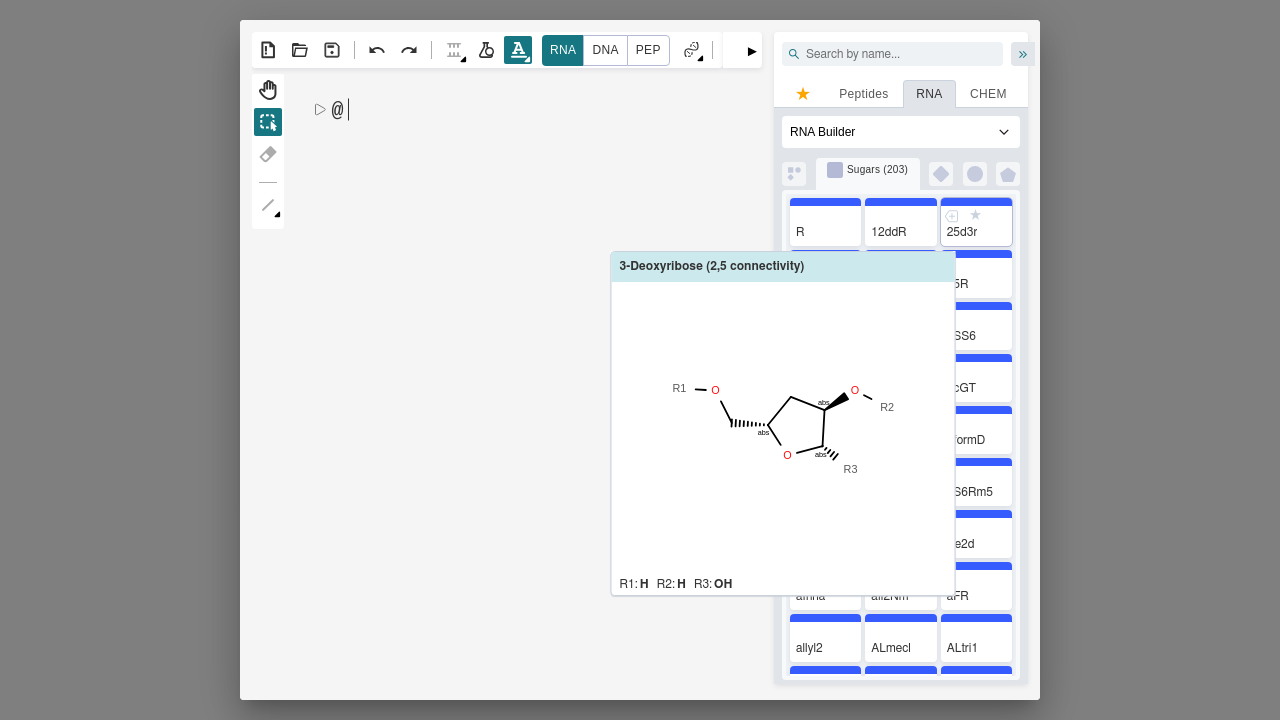 RNA DNA PEP
Search by name...
Peptides RNA CHEM
@
RNA Builder
Sugars (203)
R 12ddR 25d3r
3-Deoxyribose (2,5 connectivity)
5R
SS6
cGT
formD
S6Rm5
e2d
R1 O abs O R2
abs O abs R3
R1: H R2: H R3: OH
aFR
allyl2 ALmecl ALtri1